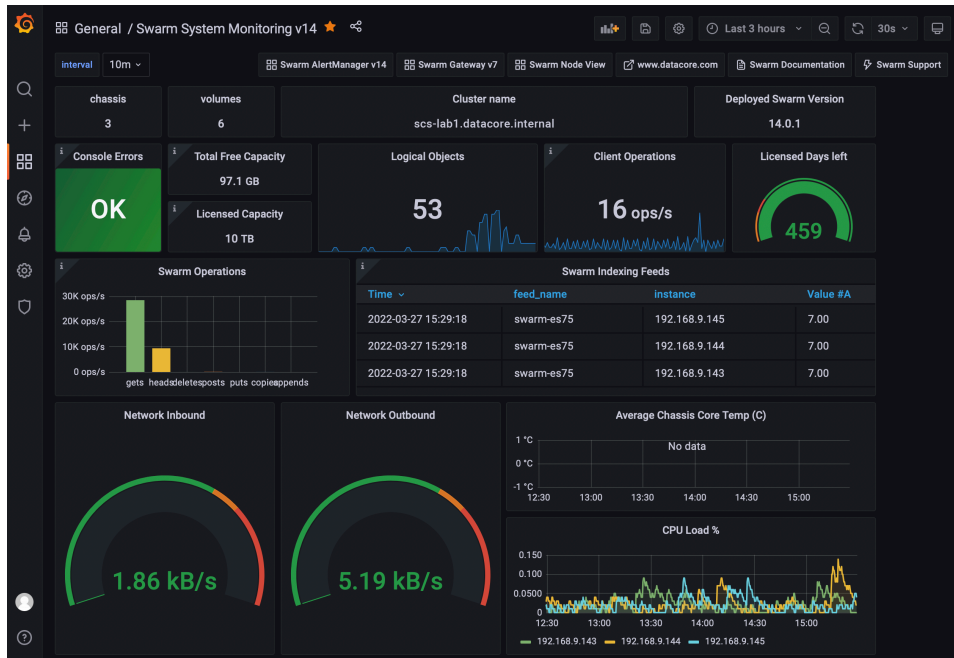 General / Swarm System Monitoring v14
Last 3 hours
30s
interval
10m
Swarm AlertManager v14
Swarm Gateway v7
Swarm Node View
www.datacore.com
Swarm Documentation
Swarm Support
chassis
3
volumes
6
Cluster name
scs-lab1.datacore.internal
Deployed Swarm Version
14.0.1
Console Errors
OK
Total Free Capacity
97.1 GB
Licensed Capacity
10 TB
Logical Objects
53
Client Operations
16 ops/s
Licensed Days left
459
Swarm Operations
30K ops/s
20K ops/s
10K ops/s
0 ops/s
gets heads deletes posts puts copies appends
Swarm Indexing Feeds
Time feed_name instance Value #A
2022-03-27 15:29:18 swarm-es75 192.168.9.145 7.00
2022-03-27 15:29:18 swarm-es75 192.168.9.144 7.00
2022-03-27 15:29:18 swarm-es75 192.168.9.143 7.00
Network Inbound
1.86 kB/s
Network Outbound
5.19 kB/s
Average Chassis Core Temp (C)
1 °C
No data
0 °C
-1 °C
12:30 13:00 13:30 14:00 14:30 15:00
CPU Load %
0.150
0.100
0.0500
0
12:30 13:00 13:30 14:00 14:30 15:00
192.168.9.143 192.168.9.144 192.168.9.145